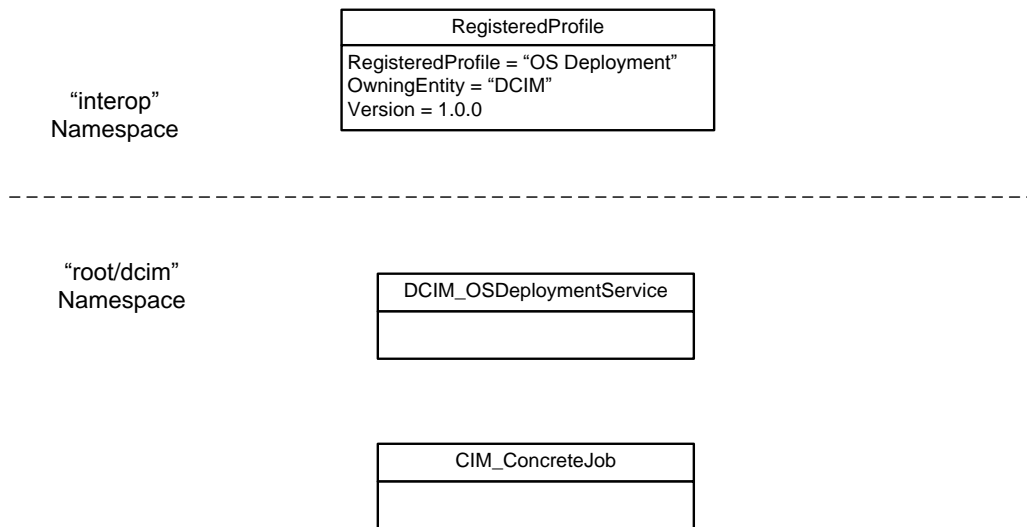 RegisteredProfile
RegisteredProfile = “OS Deployment”
OwningEntity = “DCIM”
Version = 1.0.0
“interop”
Namespace
“root/dcim”
Namespace
DCIM_OSDeploymentService
CIM_ConcreteJob